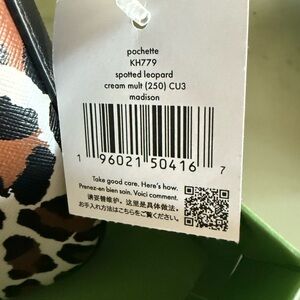 pochette
KH779
spotted leopard
cream mult (250) CU3
madison
1 96021 50416 7
Take good care. Here's how.
Prenez-en bien soin. Voici comment.
请妥善维护。这里是具体做法。
お手入れ方法はこちらをご覧ください。